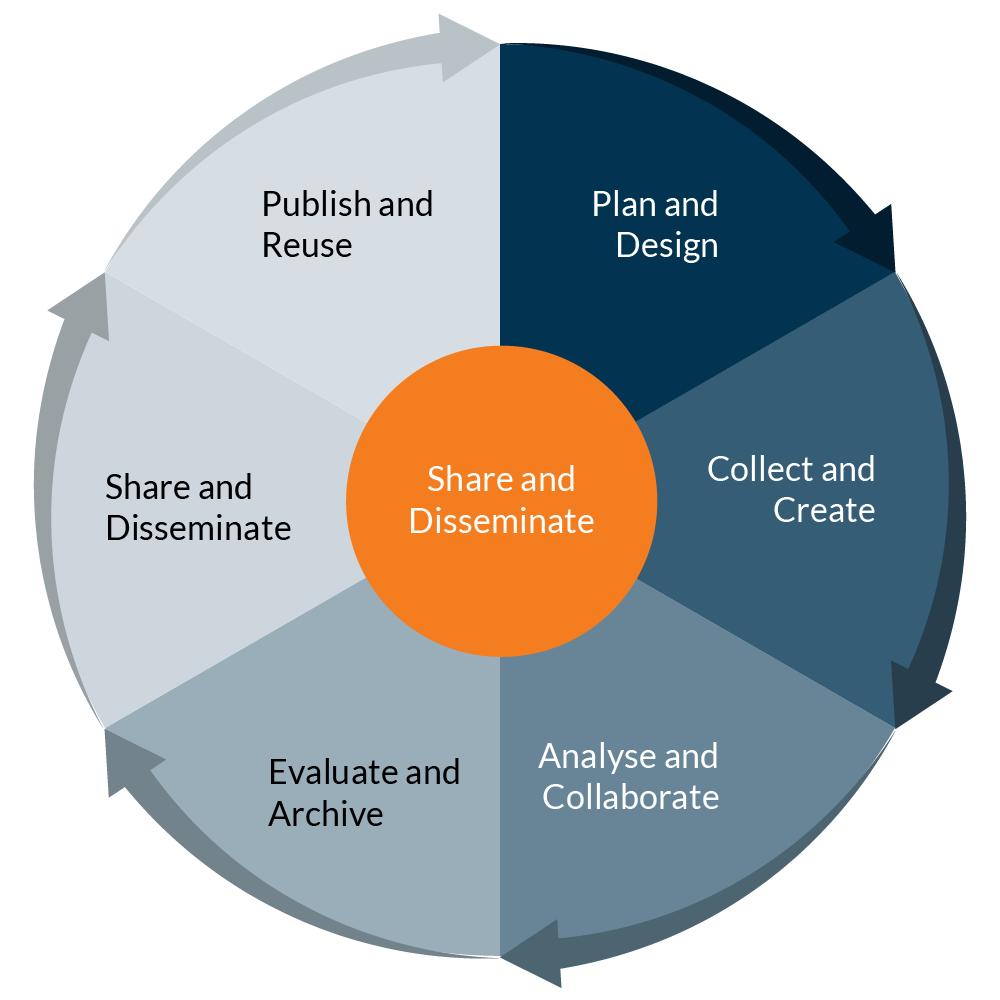 Publish and
Reuse
Plan and
Design
Collect and
Create
Share and
Disseminate
Share and
Disseminate
Analyse and
Collaborate
Evaluate and
Archive